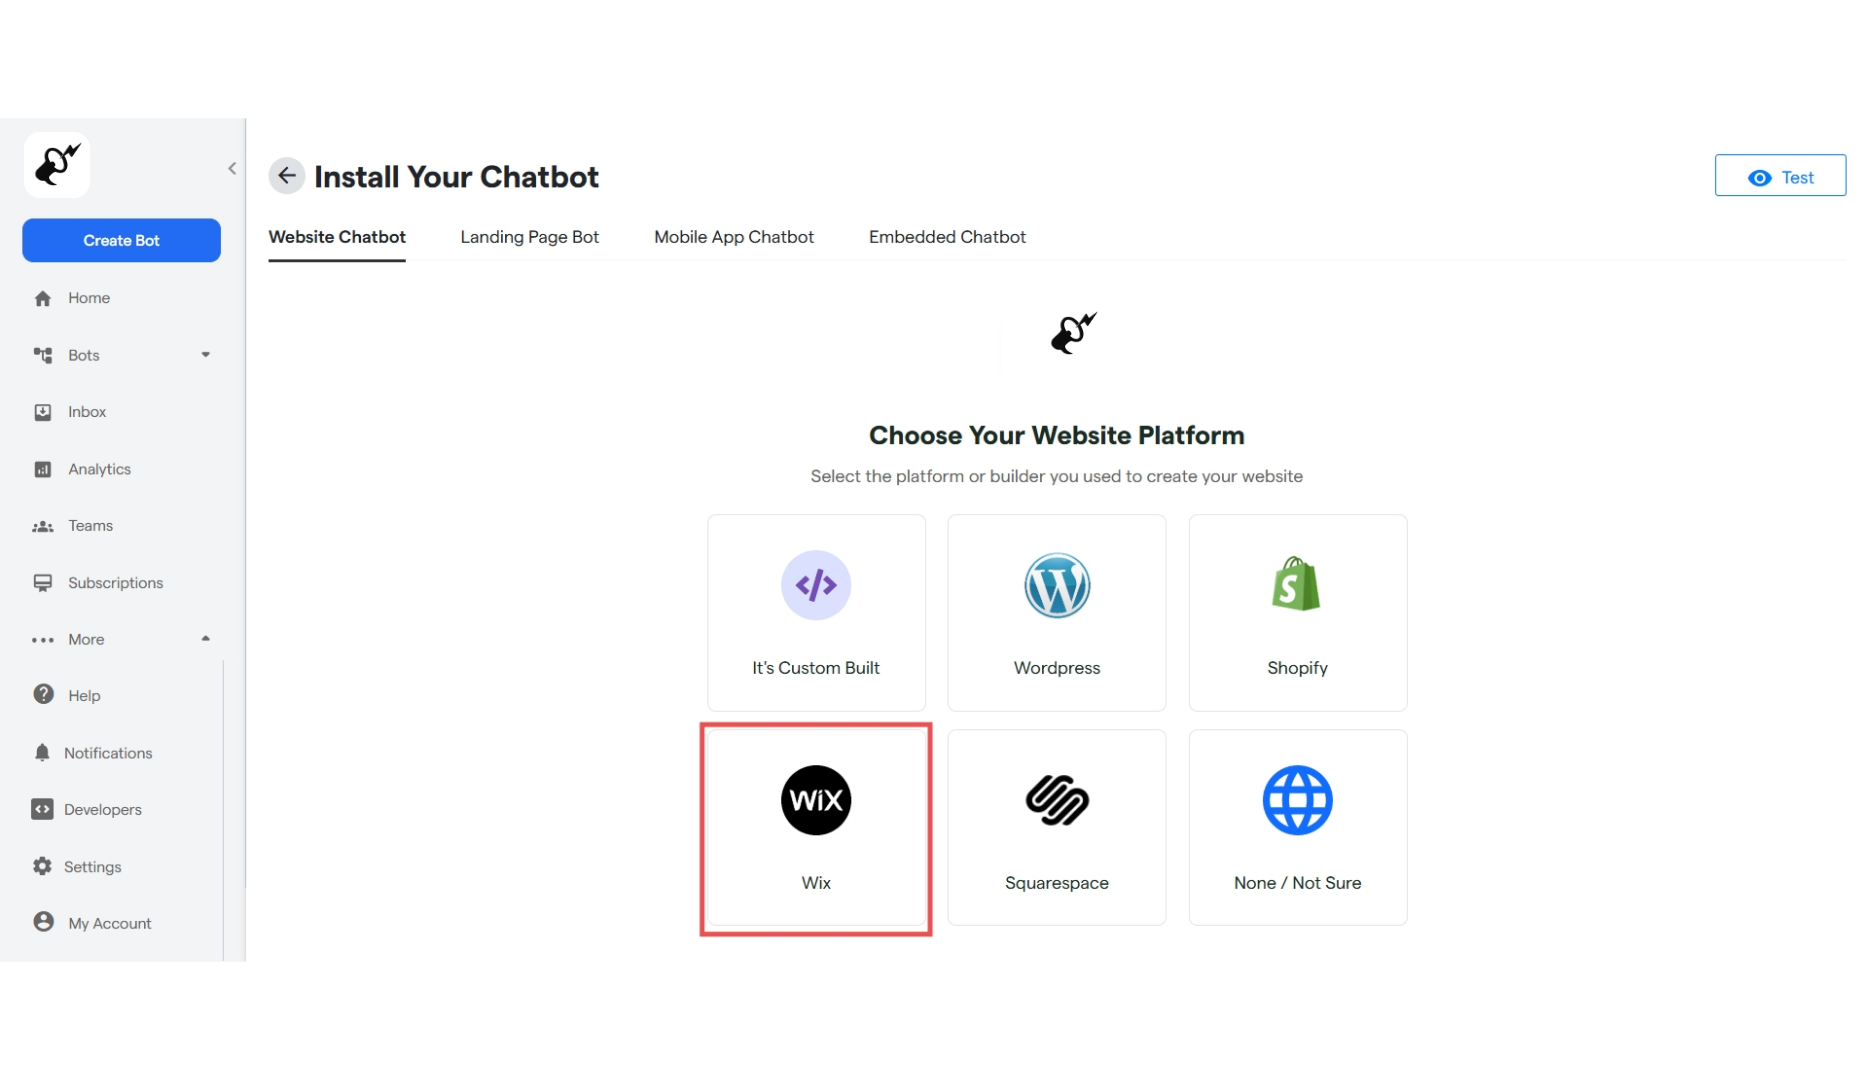 Install Your Chatbot
Test
Create Bot
Website Chatbot
Landing Page Bot
Mobile App Chatbot
Embedded Chatbot
Home
Bots
Inbox
Analytics
Teams
Subscriptions
More
Help
Notifications
Developers
Settings
My Account
Choose Your Website Platform
Select the platform or builder you used to create your website
</>
It's Custom Built
W
Wordpress
S
Shopify
WiX
Wix
Squarespace
None / Not Sure